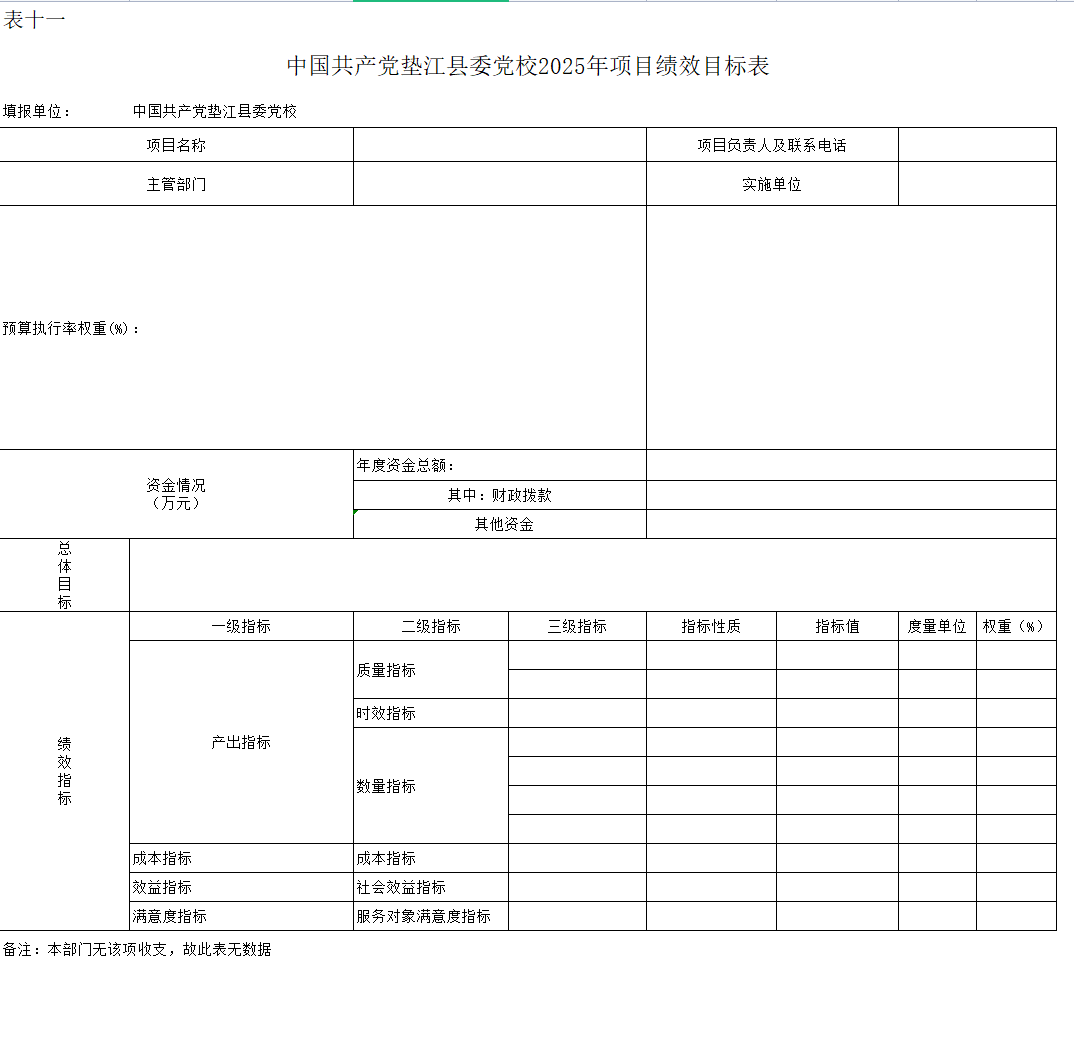 表十一
中国共产党垫江县委党校2025年项目绩效目标表
填报单位： 中国共产党垫江县委党校
项目名称 项目负责人及联系电话
主管部门 实施单位
预算执行率权重(%)：
资金情况
（万元）
年度资金总额：
其中：财政拨款
其他资金
总体目标
绩效指标
一级指标 二级指标 三级指标 指标性质 指标值 度量单位 权重（%）
产出指标
质量指标
时效指标
数量指标
成本指标 成本指标
效益指标 社会效益指标
满意度指标 服务对象满意度指标
备注：本部门无该项收支，故此表无数据